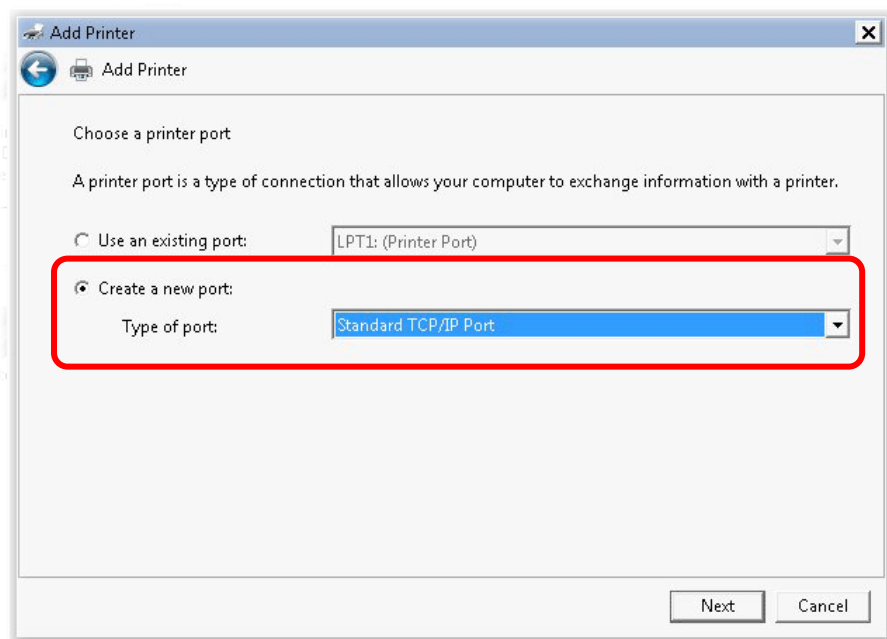 Add Printer
Add Printer
Choose a printer port
A printer port is a type of connection that allows your computer to exchange information with a printer.
Use an existing port: LPT1: (Printer Port)
Create a new port:
Type of port: Standard TCP/IP Port
Next Cancel